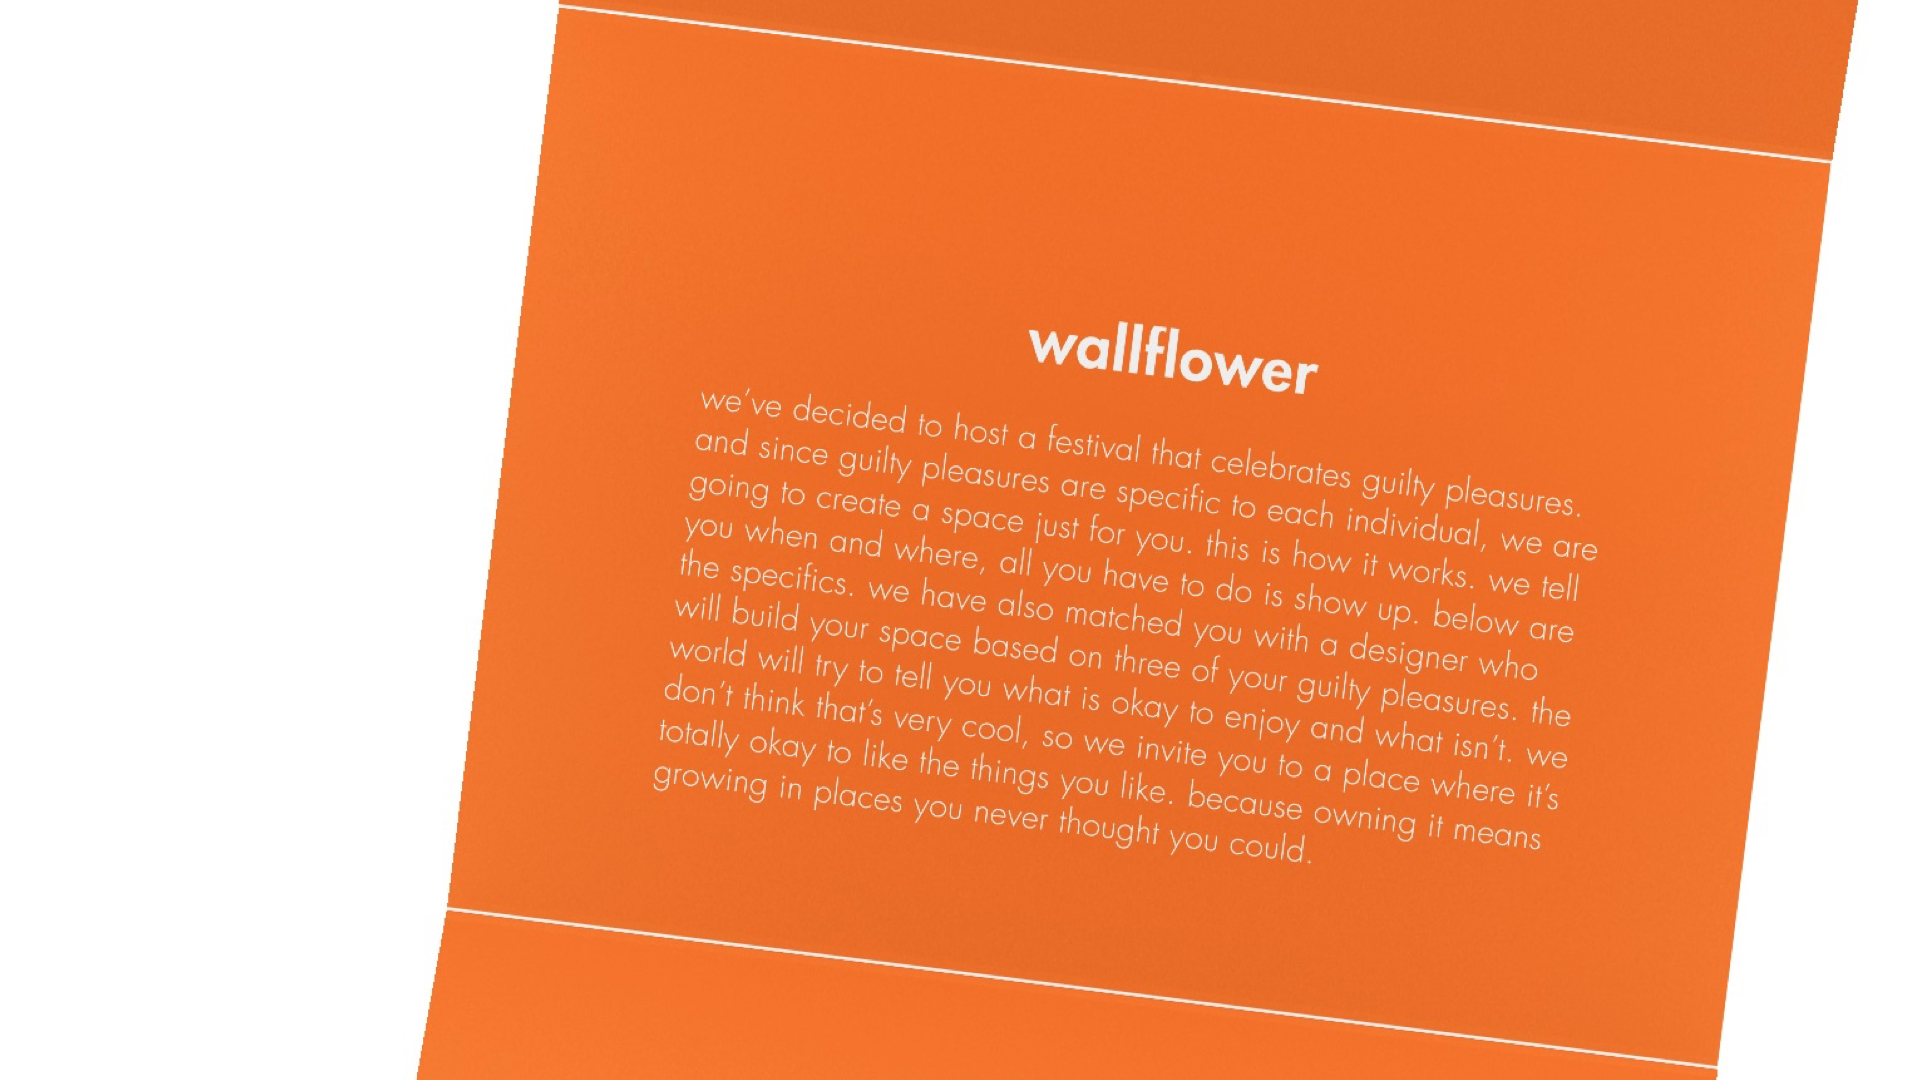 wallflower
we've decided to host a festival that celebrates guilty pleasures.
and since guilty pleasures are specific to each individual, we are
going to create a space just for you. this is how it works. we tell
you when and where, all you have to do is show up. below are
the specifics. we have also matched you with a designer who
will build your space based on three of your guilty pleasures. the
world will try to tell you what is okay to enjoy and what isn't. we
don't think that's very cool, so we invite you to a place where it's
totally okay to like the things you like. because owning it means
growing in places you never thought you could.